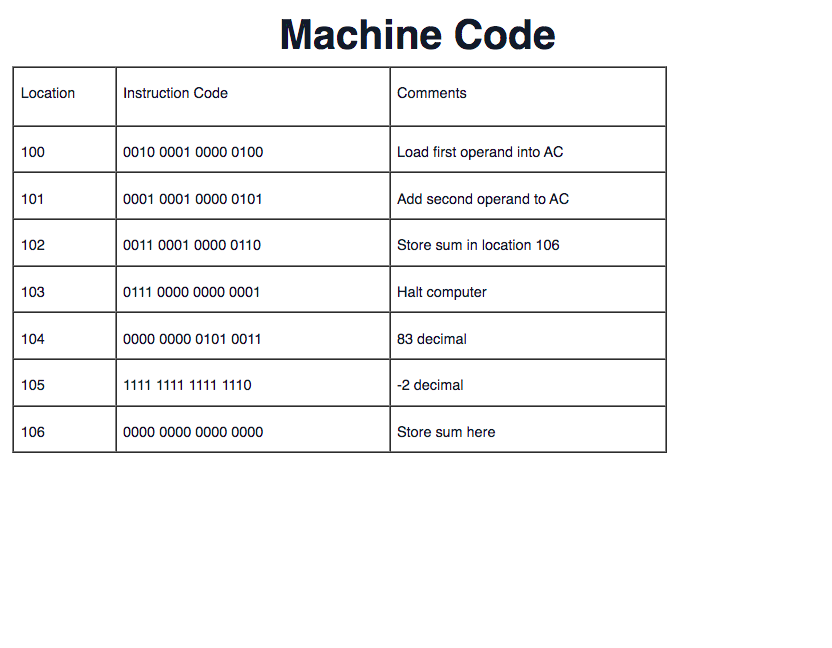 Machine Code
Location Instruction Code Comments
100 0010 0001 0000 0100 Load first operand into AC
101 0001 0001 0000 0101 Add second operand to AC
102 0011 0001 0000 0110 Store sum in location 106
103 0111 0000 0000 0001 Halt computer
104 0000 0000 0101 0011 83 decimal
105 1111 1111 1111 1110 -2 decimal
106 0000 0000 0000 0000 Store sum here